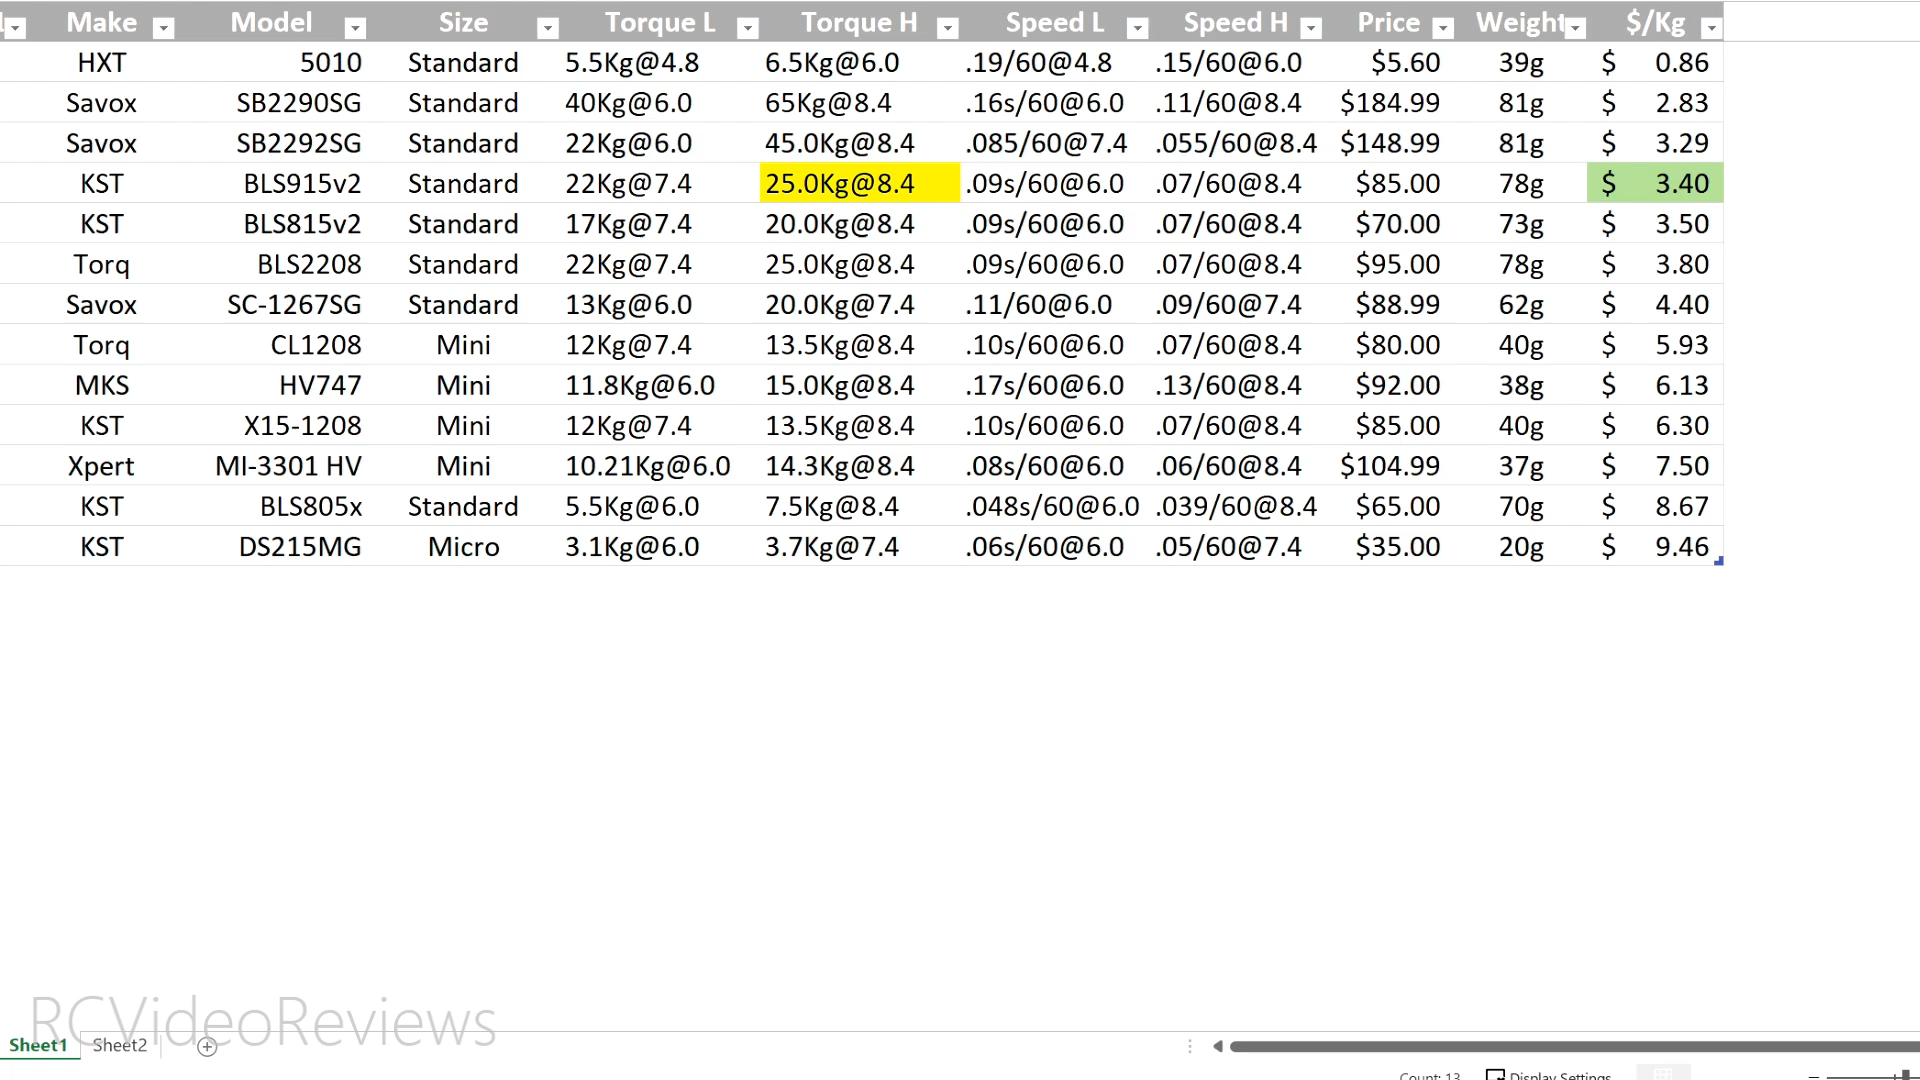 Make Model Size Torque L Torque H Speed L Speed H Price Weight $/Kg
HXT 5010 Standard 5.5Kg@4.8 6.5Kg@6.0 .19/60@4.8 .15/60@6.0 $5.60 39g $ 0.86
Savox SB2290SG Standard 40Kg@6.0 65Kg@8.4 .16s/60@6.0 .11/60@8.4 $184.99 81g $ 2.83
Savox SB2292SG Standard 22Kg@6.0 45.0Kg@8.4 .085/60@7.4 .055/60@8.4 $148.99 81g $ 3.29
KST BLS915v2 Standard 22Kg@7.4 25.0Kg@8.4 .09s/60@6.0 .07/60@8.4 $85.00 78g $ 3.40
KST BLS815v2 Standard 17Kg@7.4 20.0Kg@8.4 .09s/60@6.0 .07/60@8.4 $70.00 73g $ 3.50
Torq BLS2208 Standard 22Kg@7.4 25.0Kg@8.4 .09s/60@6.0 .07/60@8.4 $95.00 78g $ 3.80
Savox SC-1267SG Standard 13Kg@6.0 20.0Kg@7.4 .11/60@6.0 .09/60@7.4 $88.99 62g $ 4.40
Torq CL1208 Mini 12Kg@7.4 13.5Kg@8.4 .10s/60@6.0 .07/60@8.4 $80.00 40g $ 5.93
MKS HV747 Mini 11.8Kg@6.0 15.0Kg@8.4 .17s/60@6.0 .13/60@8.4 $92.00 38g $ 6.13
KST X15-1208 Mini 12Kg@7.4 13.5Kg@8.4 .10s/60@6.0 .07/60@8.4 $85.00 40g $ 6.30
Xpert MI-3301 HV Mini 10.21Kg@6.0 14.3Kg@8.4 .08s/60@6.0 .06/60@8.4 $104.99 37g $ 7.50
KST BLS805x Standard 5.5Kg@6.0 7.5Kg@8.4 .048s/60@6.0 .039/60@8.4 $65.00 70g $ 8.67
KST DS215MG Micro 3.1Kg@6.0 3.7Kg@7.4 .06s/60@6.0 .05/60@7.4 $35.00 20g $ 9.46
RCVideoReviews
Sheet1 Sheet2
Count: 13 Display Settings